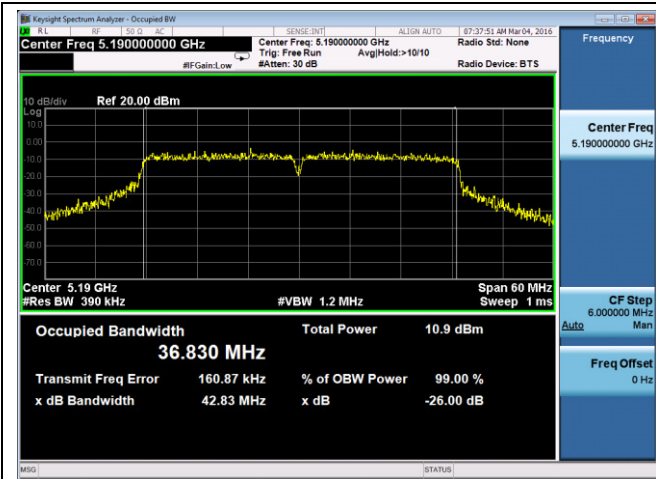 Keysight Spectrum Analyzer - Occupied BW
RL RF 50 Ω AC SENSE:INT ALIGN AUTO 07:37:51 AM Mar 04, 2016
Center Freq 5.190000000 GHz
Center Freq: 5.190000000 GHz
Radio Std: None
Trig: Free Run
Avg|Hold:>10/10
#IFGain:Low
#Atten: 30 dB
Radio Device: BTS
10 dB/div Ref 20.00 dBm
Log
10.0
0.00
-10.0
-20.0
-30.0
-40.0
-50.0
-60.0
-70.0
Center 5.19 GHz
Span 60 MHz
#Res BW 390 kHz
#VBW 1.2 MHz
Sweep 1 ms
Occupied Bandwidth
Total Power 10.9 dBm
36.830 MHz
Transmit Freq Error 160.87 kHz % of OBW Power 99.00 %
x dB Bandwidth 42.83 MHz x dB -26.00 dB
MSG
STATUS
Frequency
Center Freq
5.190000000 GHz
CF Step
6.000000 MHz
Auto Man
Freq Offset
0 Hz